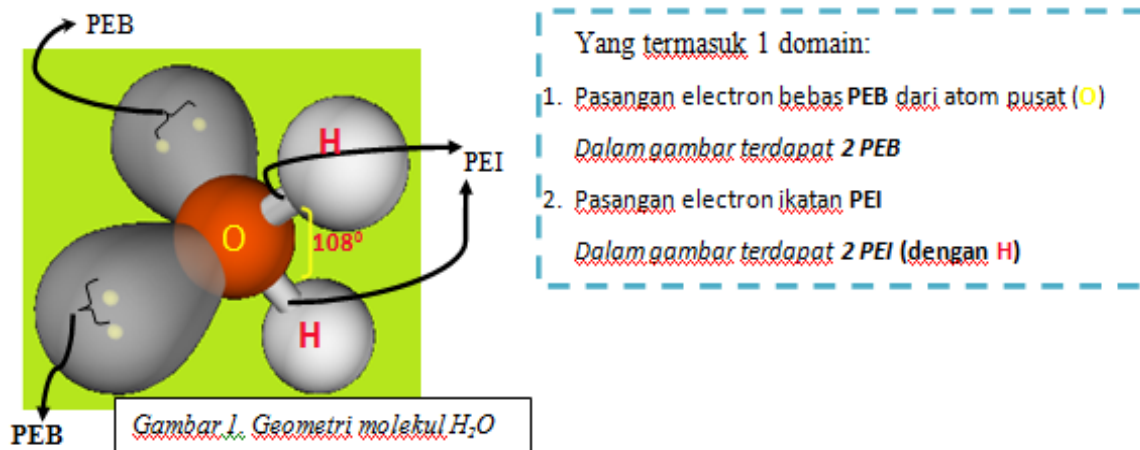 PEB
H
PEI
O
108⁰
H
PEB
Gambar 1. Geometri molekul H₂O
Yang termasuk 1 domain:
1. Pasangan electron bebas PEB dari atom pusat (O)
Dalam gambar terdapat 2 PEB
2. Pasangan electron ikatan PEI
Dalam gambar terdapat 2 PEI (dengan H)